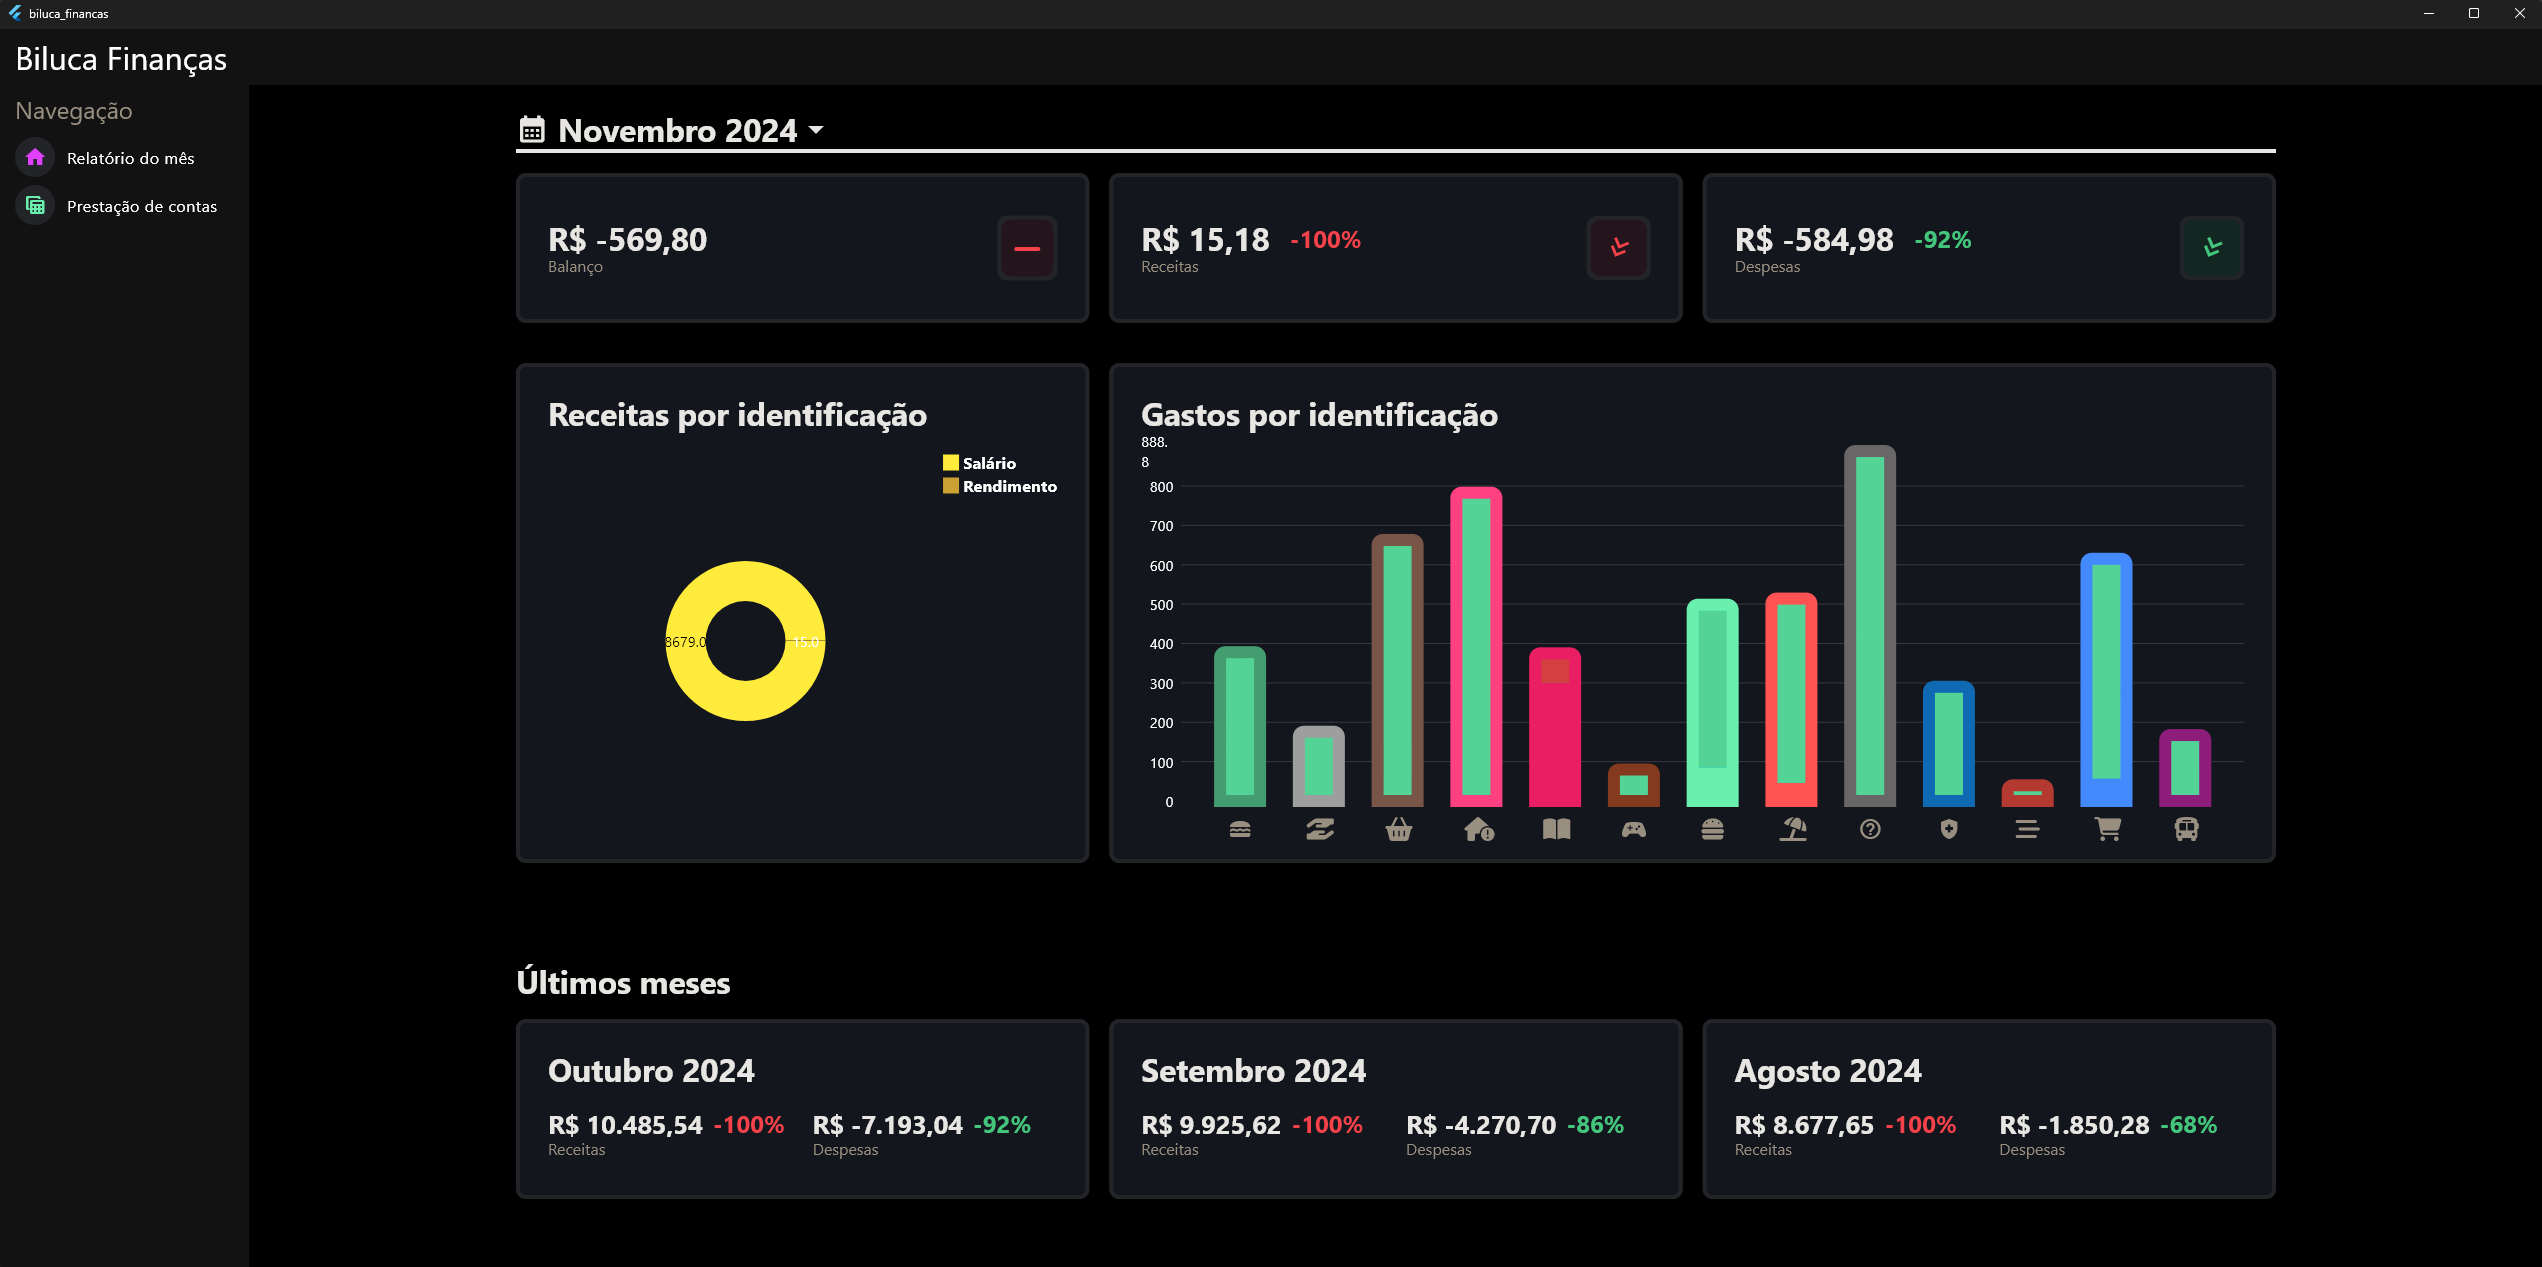 biluca_financas
Biluca Finanças
Navegação
Relatório do mês
Prestação de contas
Novembro 2024
R$ -569,80
Balanço
R$ 15,18 -100%
Receitas
R$ -584,98 -92%
Despesas
Receitas por identificação
Salário
Rendimento
8679.0
15.0
Gastos por identificação
888.
8
800
700
600
500
400
300
200
100
0
Últimos meses
Outubro 2024
R$ 10.485,54 -100%
Receitas
R$ -7.193,04 -92%
Despesas
Setembro 2024
R$ 9.925,62 -100%
Receitas
R$ -4.270,70 -86%
Despesas
Agosto 2024
R$ 8.677,65 -100%
Receitas
R$ -1.850,28 -68%
Despesas